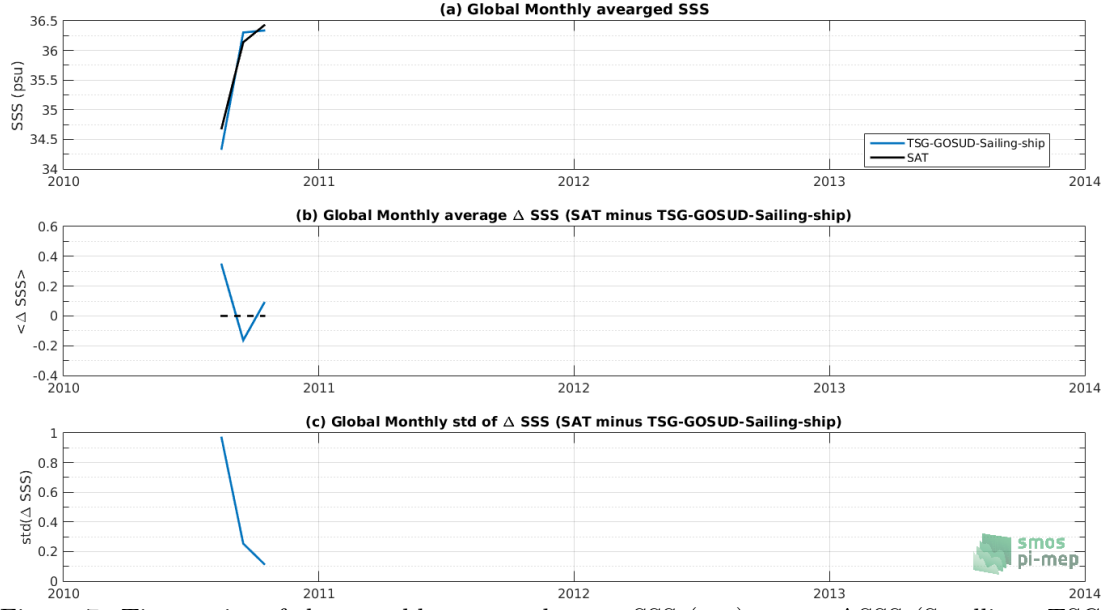 (a) Global Monthly avearged SSS
36.5
36
35.5
35
34.5
34
SSS (psu)
TSG-GOSUD-Sailing-ship
SAT
2010 2011 2012 2013 2014
(b) Global Monthly average Δ SSS (SAT minus TSG-GOSUD-Sailing-ship)
0.6
0.4
0.2
0
-0.2
-0.4
<Δ SSS>
2010 2011 2012 2013 2014
(c) Global Monthly std of Δ SSS (SAT minus TSG-GOSUD-Sailing-ship)
1
0.8
0.6
0.4
0.2
0
std(Δ SSS)
smos
pi-mep
2010 2011 2012 2013 2014